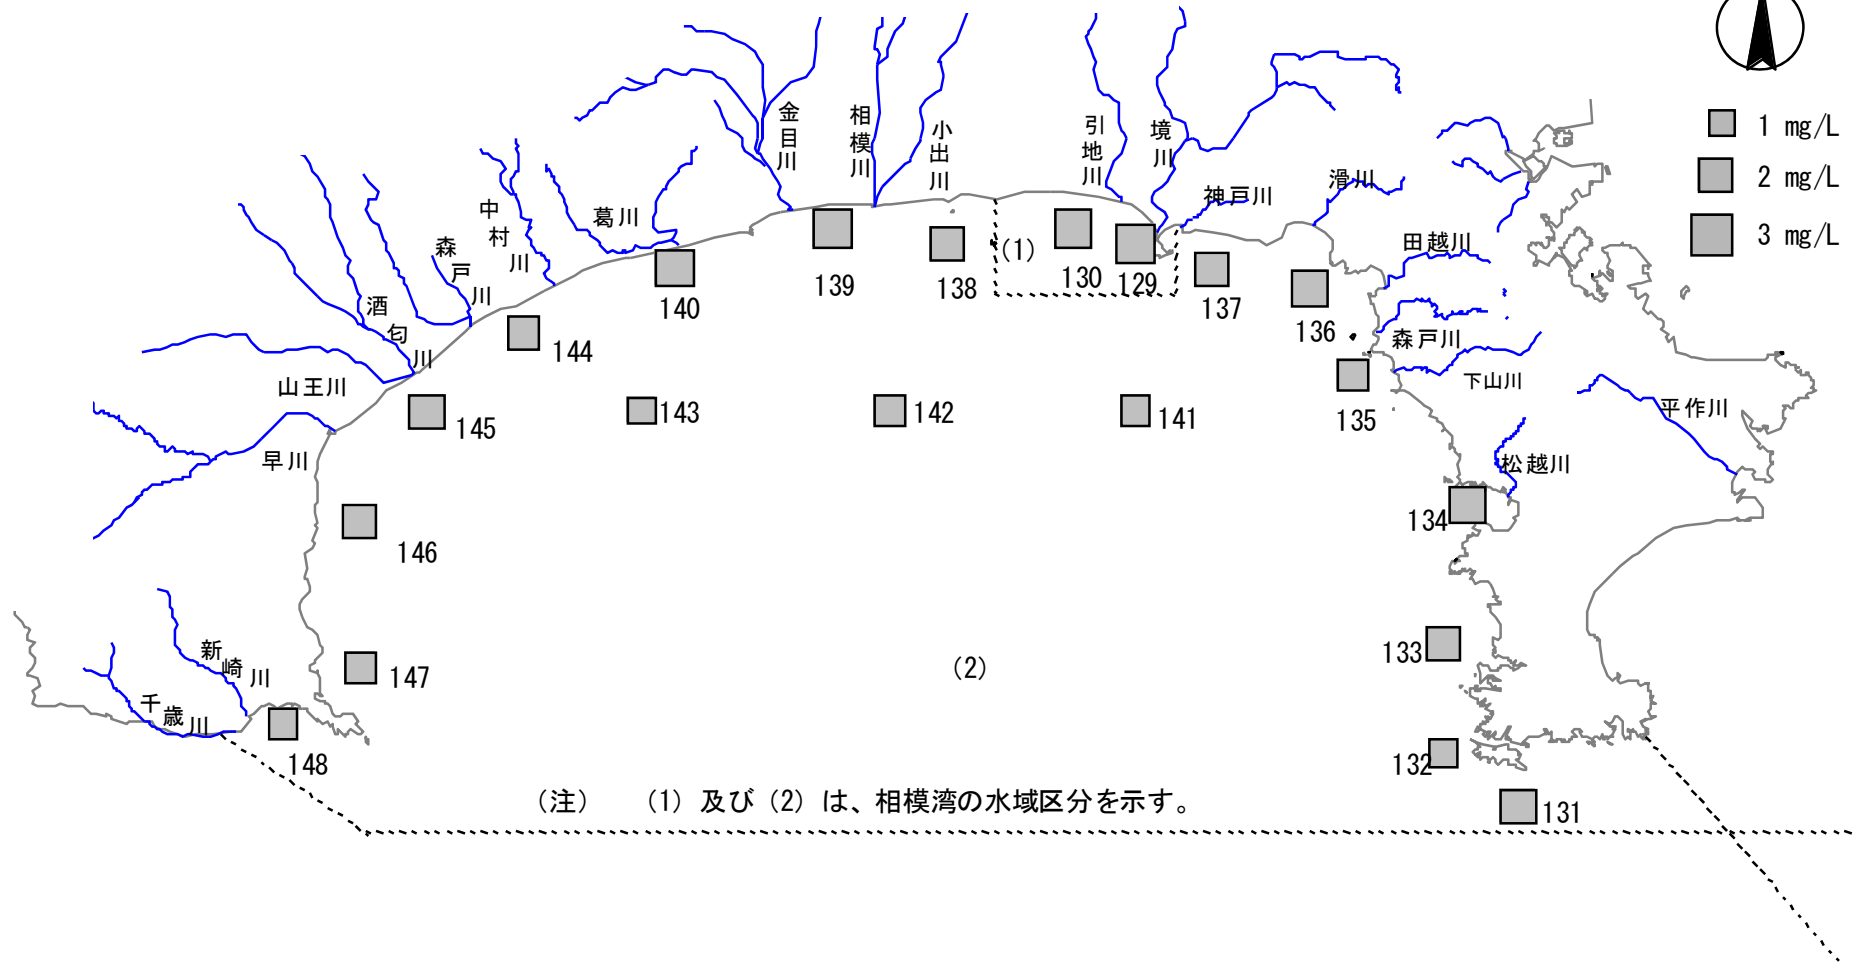 1 mg/L
2 mg/L
3 mg/L
金目川
相模川
小出川
引地川
境川
神戸川
滑川
中村川
葛川
森戸川
酒匂川
山王川
早川
新崎川
千歳川
田越川
森戸川
下山川
松越川
平作川
(1)
139
138
130
129
137
136
140
144
145
143
142
141
135
134
146
147
148
133
132
131
(2)
(注) (1) 及び (2) は、相模湾の水域区分を示す。